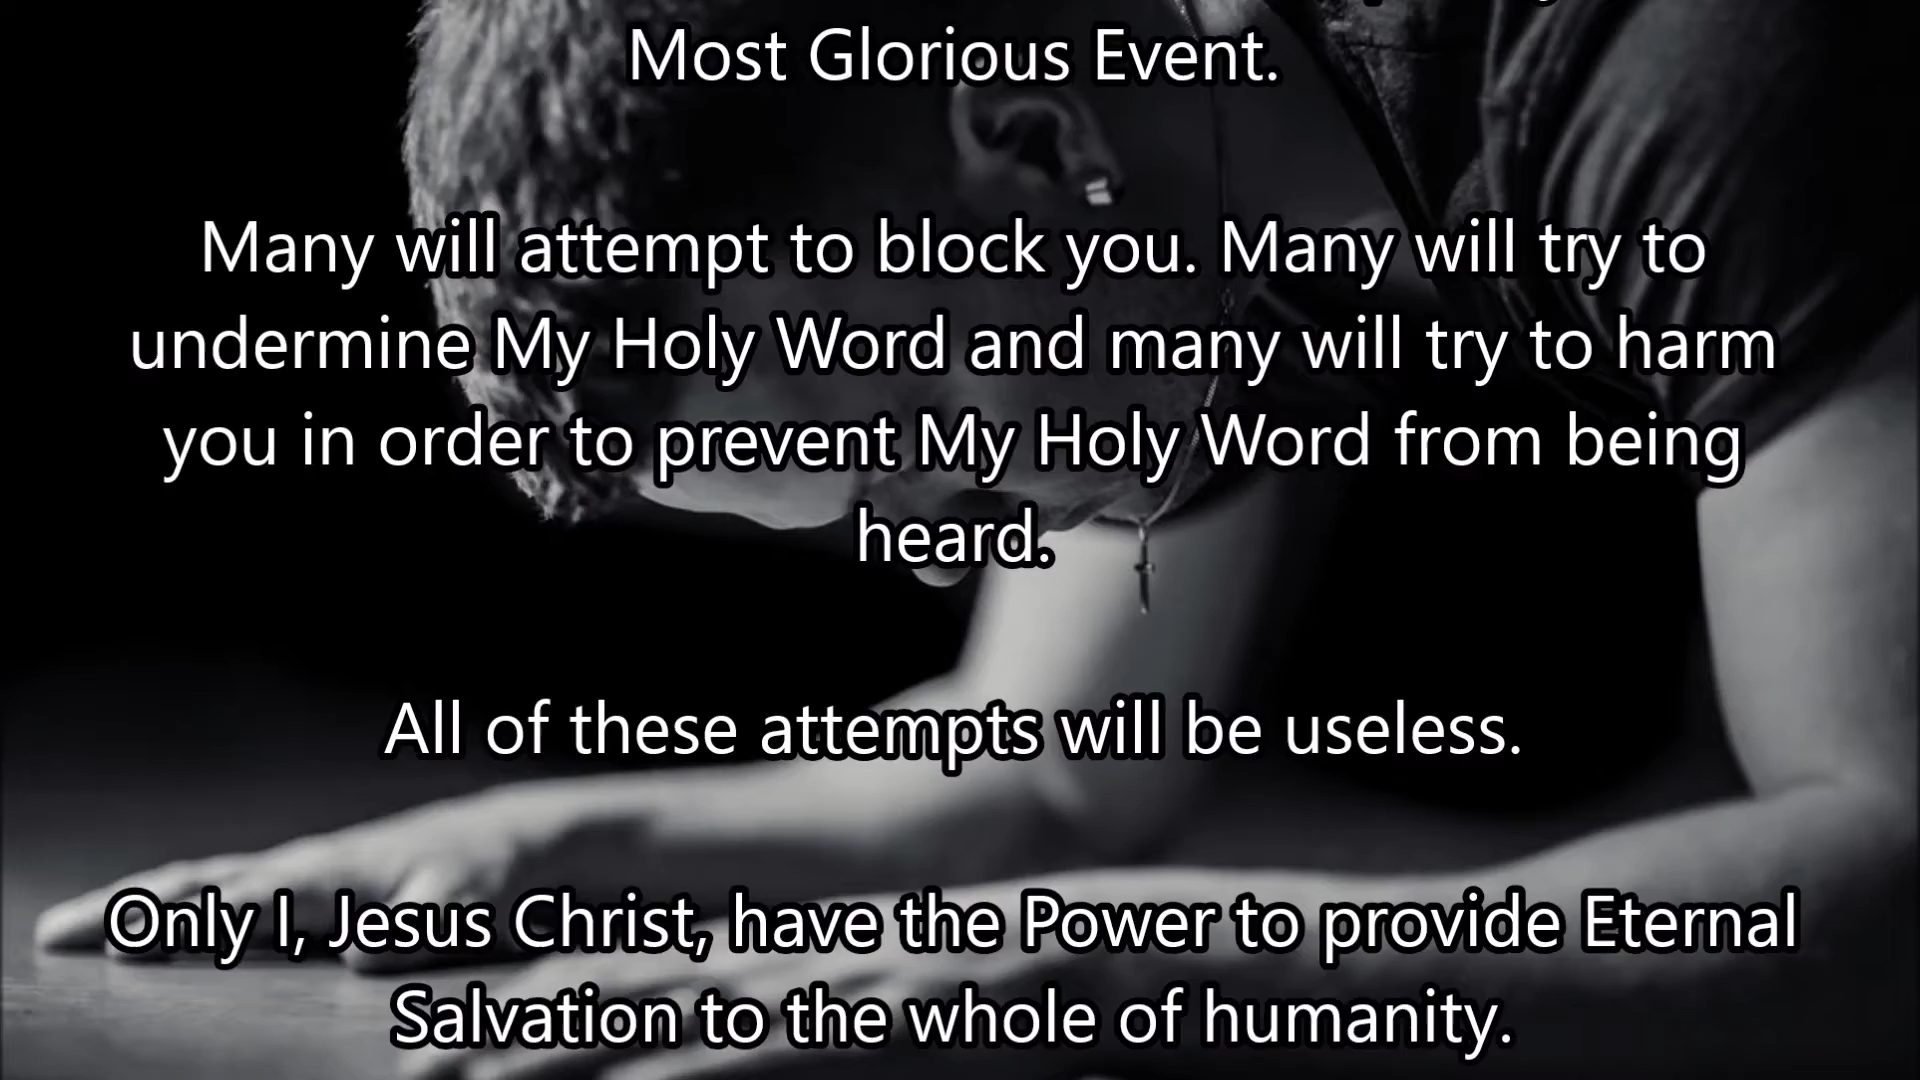 Most Glorious Event.
Many will attempt to block you. Many will try to
undermine My Holy Word and many will try to harm
you in order to prevent My Holy Word from being
heard.
All of these attempts will be useless.
Only I, Jesus Christ, have the Power to provide Eternal
Salvation to the whole of humanity.